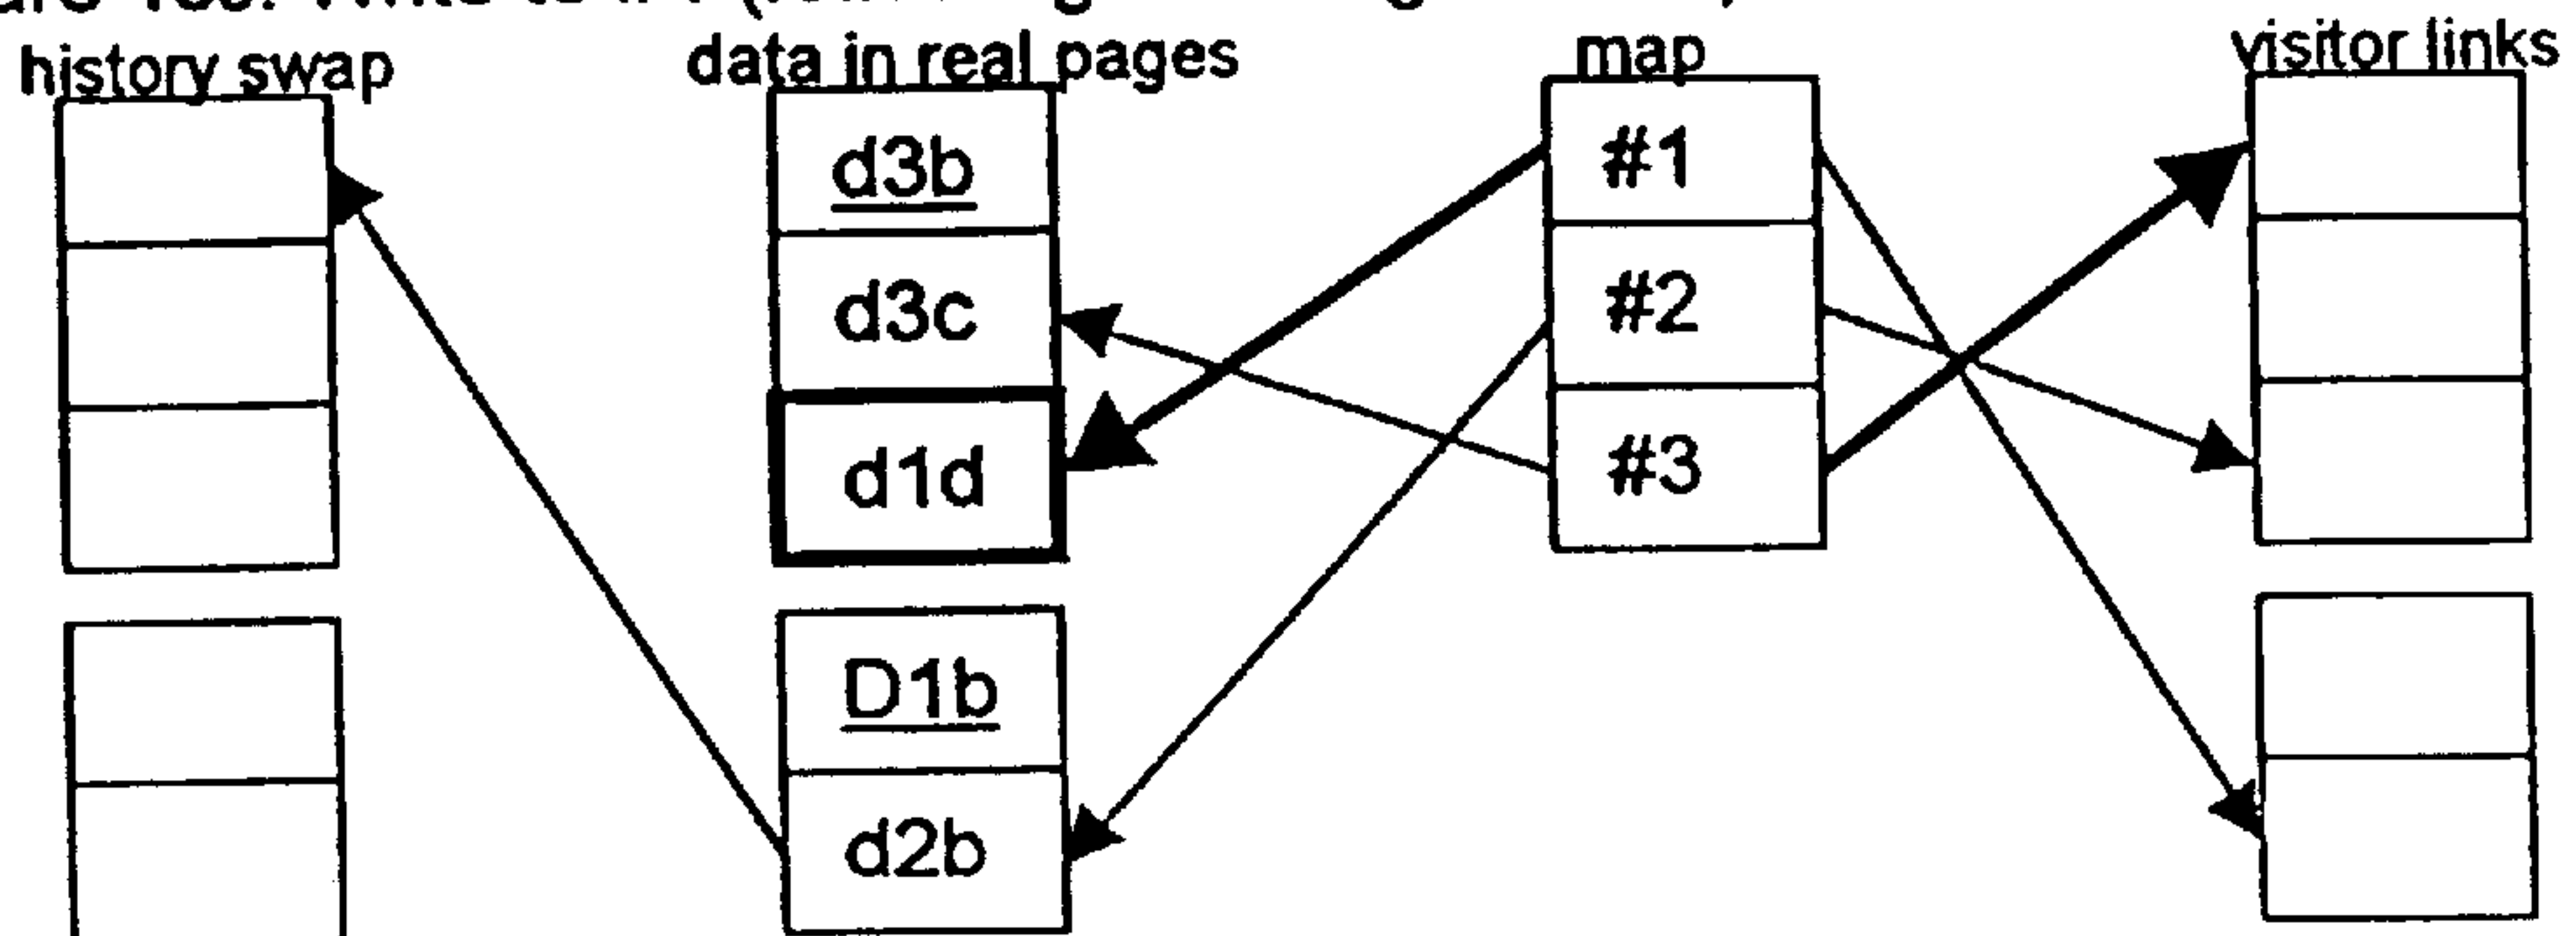 history swap
data in real pages
map
visitor links
d3b
#1
d3c
#2
d1d
#3
D1b
d2b